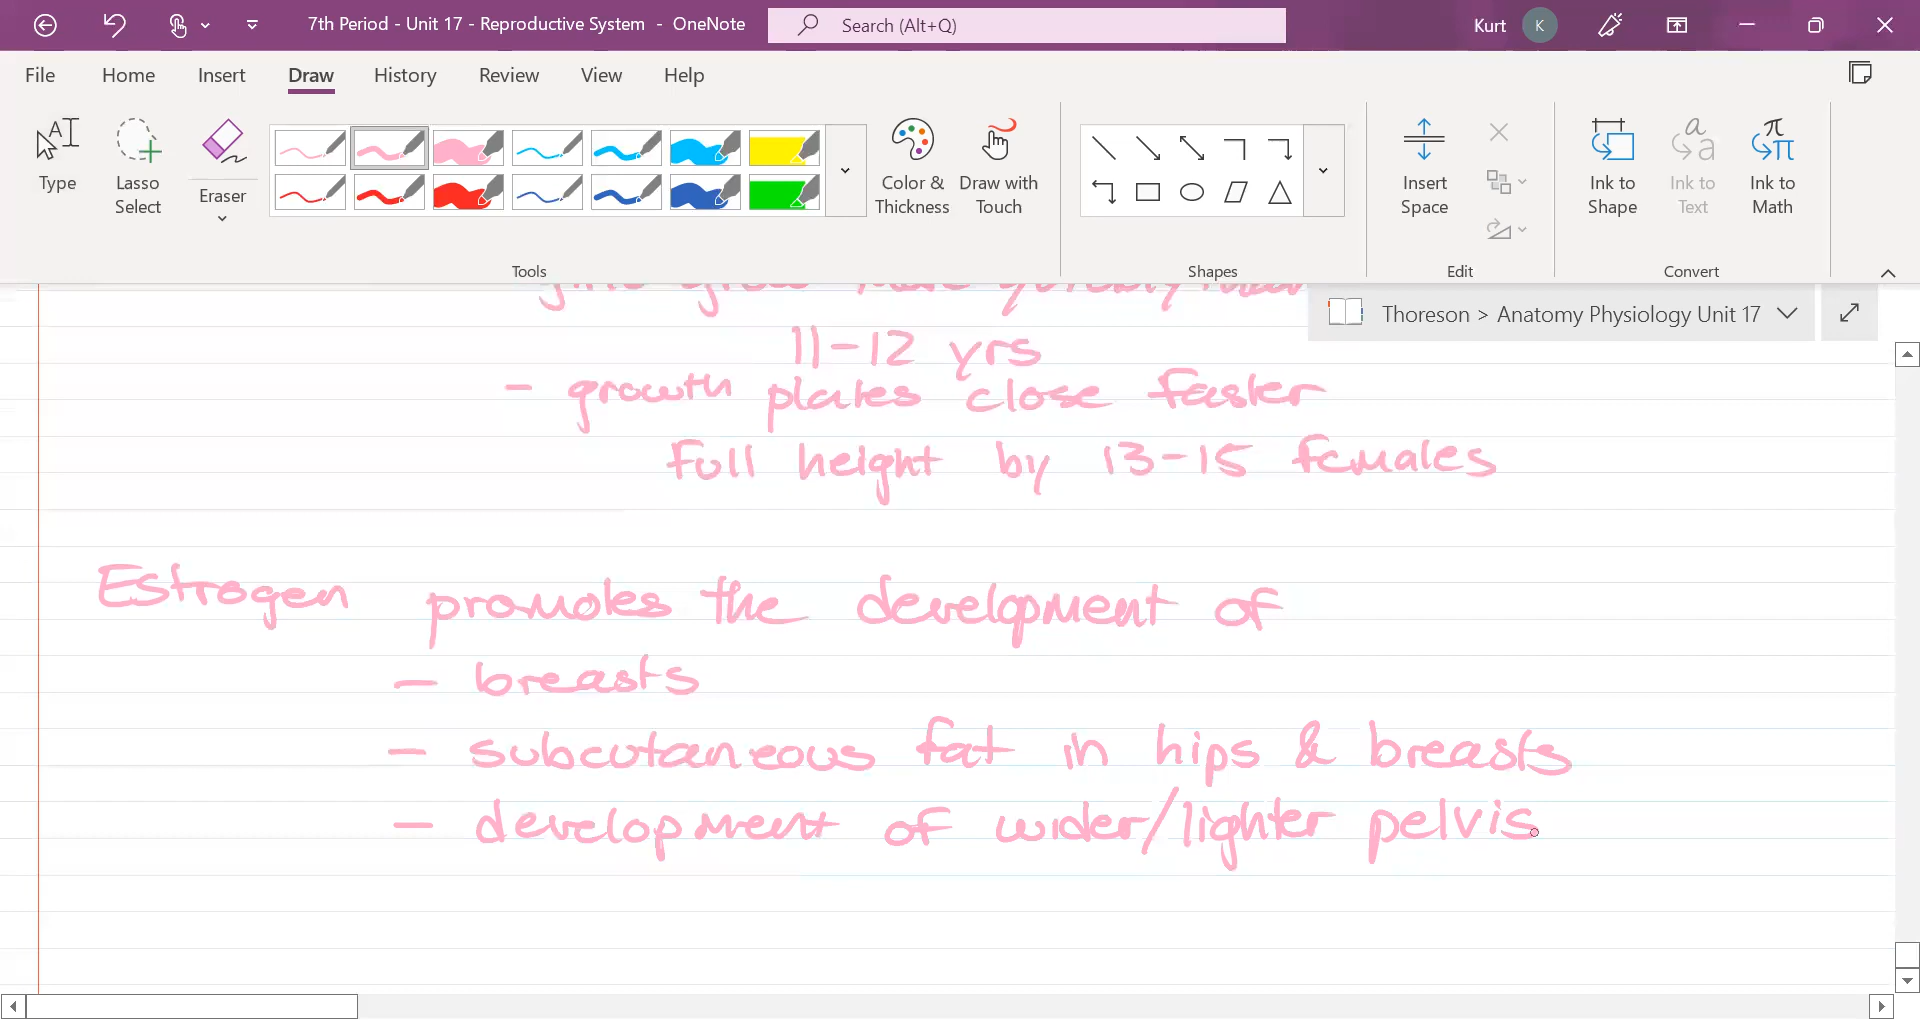 7th Period - Unit 17 - Reproductive System - OneNote
Search (Alt+Q)
Kurt K
File Home Insert Draw History Review View Help
Type
Lasso Select
Eraser
Color & Thickness
Draw with Touch
Insert Space
Ink to Shape
Ink to Text
Ink to Math
Tools Shapes Edit Convert
Thoreson > Anatomy Physiology Unit 17
11-12 yrs
- growth plates close faster
full height by 13-15 females
Estrogen promotes the development of
- breasts
- subcutaneous fat in hips & breasts
- development of wider/lighter pelvis